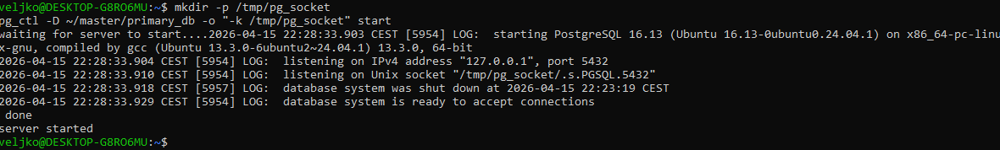 veljko@DESKTOP-G8RO6MU:~$ mkdir -p /tmp/pg_socket
pg_ctl -D ~/master/primary_db -o "-k /tmp/pg_socket" start
waiting for server to start....2026-04-15 22:28:33.903 CEST [5954] LOG:  starting PostgreSQL 16.13 (Ubuntu 16.13-0ubuntu0.24.04.1) on x86_64-pc-linu
x-gnu, compiled by gcc (Ubuntu 13.3.0-6ubuntu2~24.04.1) 13.3.0, 64-bit
2026-04-15 22:28:33.904 CEST [5954] LOG:  listening on IPv4 address "127.0.0.1", port 5432
2026-04-15 22:28:33.910 CEST [5954] LOG:  listening on Unix socket "/tmp/pg_socket/.s.PGSQL.5432"
2026-04-15 22:28:33.918 CEST [5957] LOG:  database system was shut down at 2026-04-15 22:23:19 CEST
2026-04-15 22:28:33.929 CEST [5954] LOG:  database system is ready to accept connections
 done
server started
veljko@DESKTOP-G8RO6MU:~$